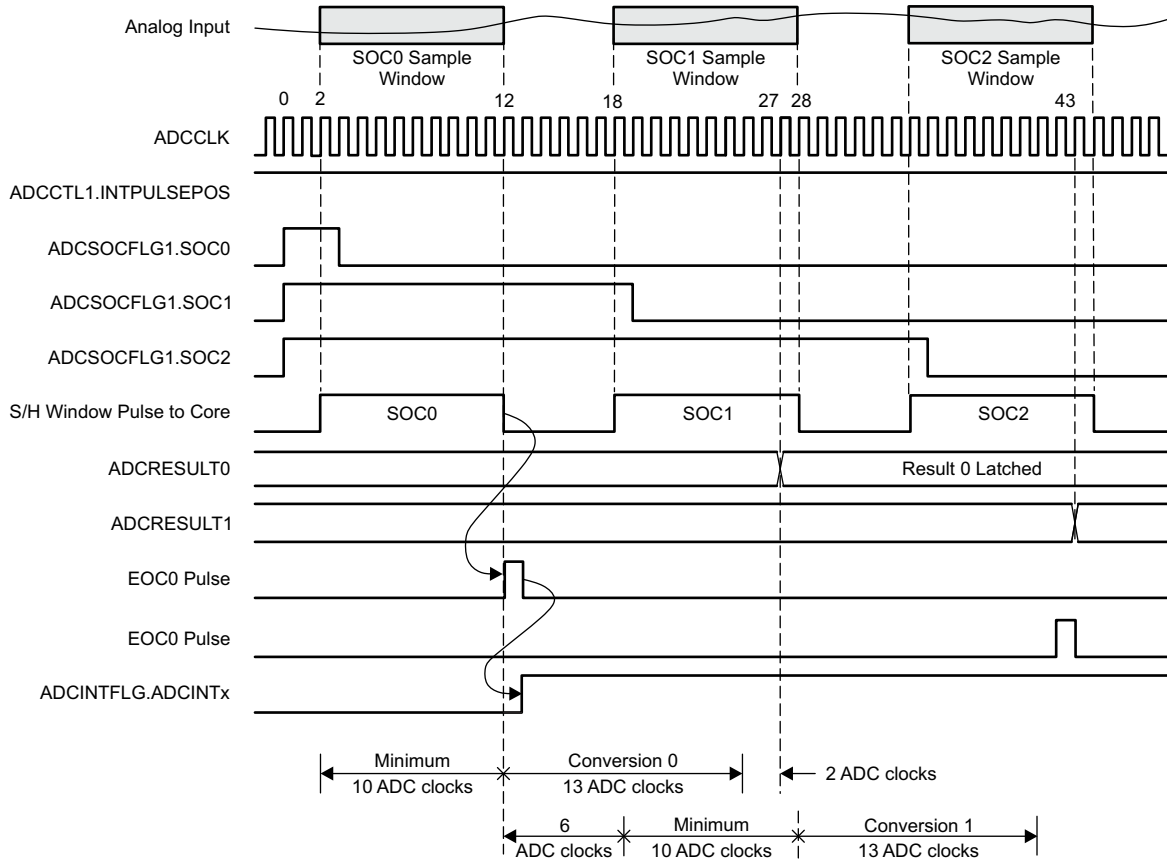 Analog Input
SOC0 Sample
Window
SOC1 Sample
Window
SOC2 Sample
Window
0 2 12 18 27 28 43
ADCCLK
ADCCTL1.INTPULSEPOS
ADCSOCFLG1.SOC0
ADCSOCFLG1.SOC1
ADCSOCFLG1.SOC2
S/H Window Pulse to Core SOC0 SOC1 SOC2
ADCRESULT0 Result 0 Latched
ADCRESULT1
EOC0 Pulse
EOC0 Pulse
ADCINTFLG.ADCINTx
Minimum
10 ADC clocks
Conversion 0
13 ADC clocks
2 ADC clocks
6
ADC clocks
Minimum
10 ADC clocks
Conversion 1
13 ADC clocks